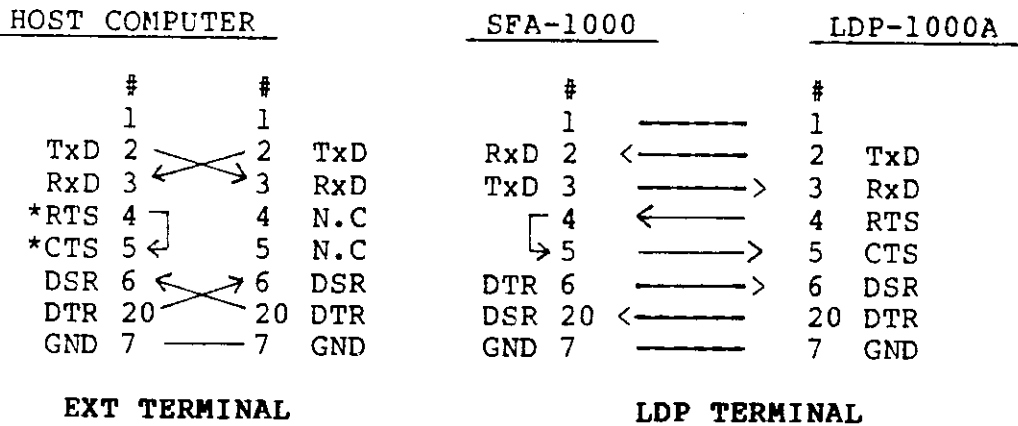 HOST COMPUTER SFA-1000 LDP-1000A
# # # #
1 1 1 1
TxD 2 2 TxD RxD 2 2 TxD
RxD 3 3 RxD TxD 3 3 RxD
*RTS 4 4 N.C 4 4 RTS
*CTS 5 5 N.C 5 5 CTS
DSR 6 6 DSR DTR 6 6 DSR
DTR 20 20 DTR DSR 20 20 DTR
GND 7 7 GND GND 7 7 GND
EXT TERMINAL LDP TERMINAL